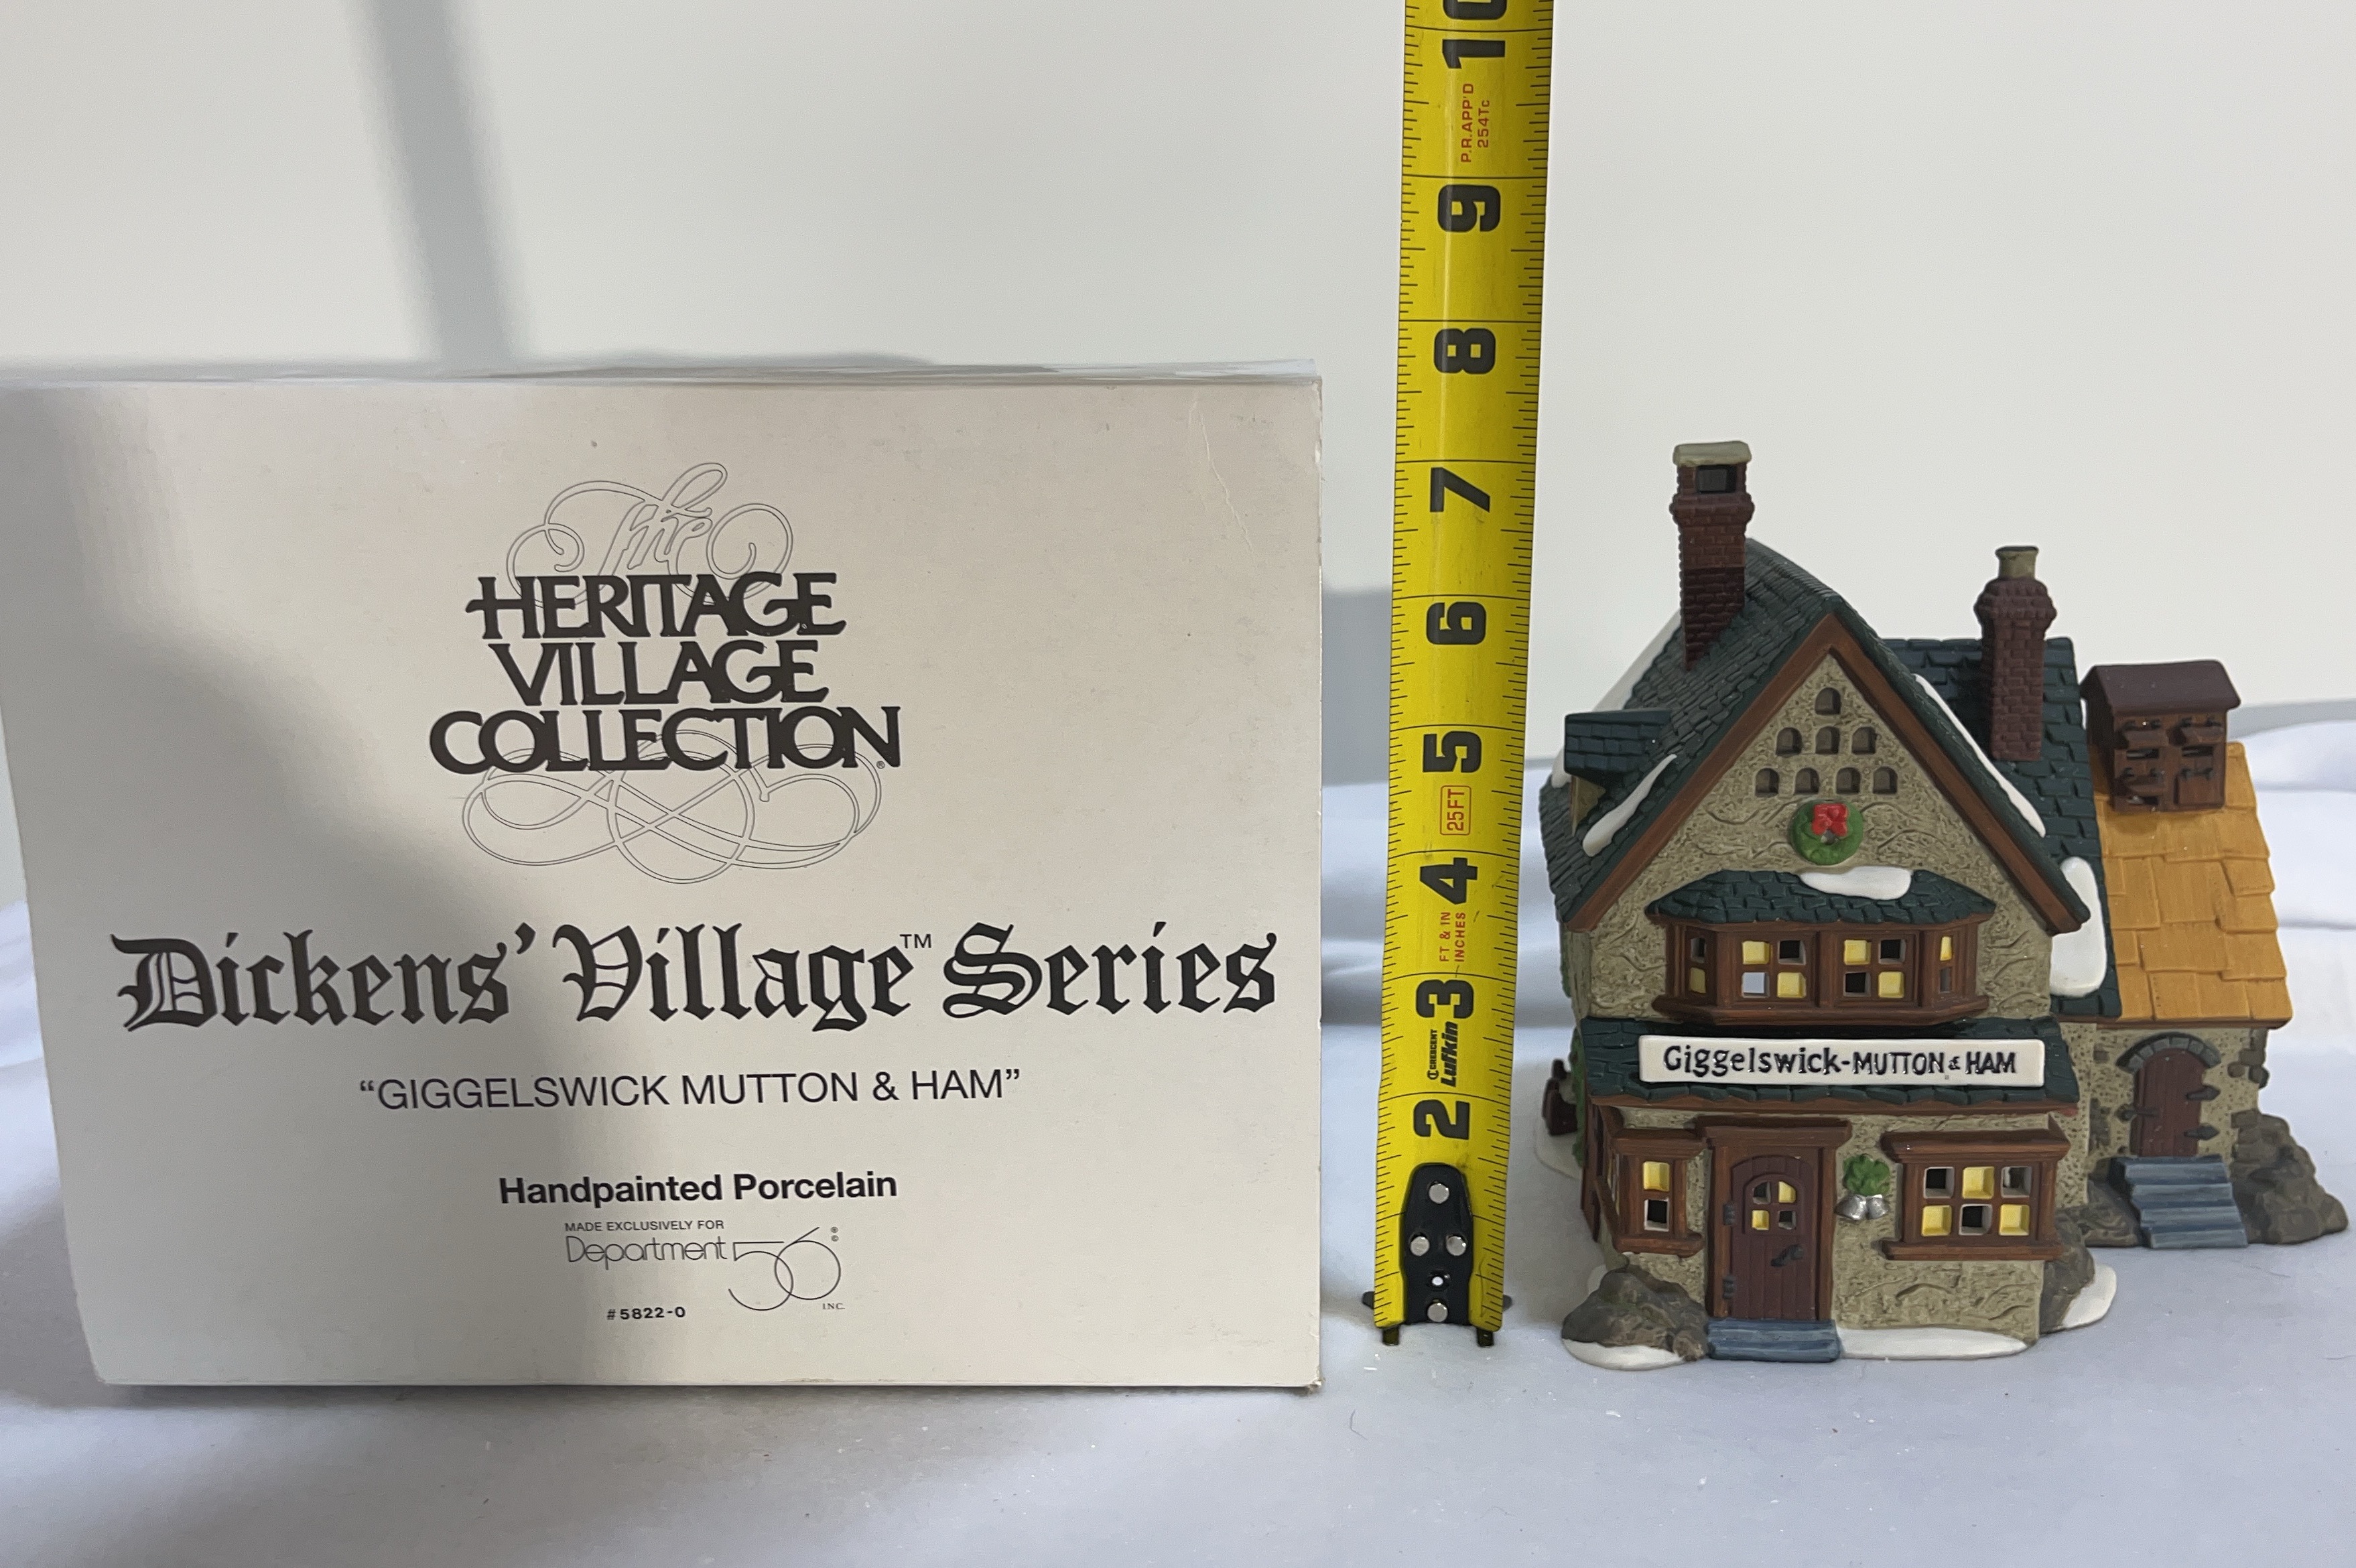 The
HERITAGE
VILLAGE
COLLECTION®
Dickens' Village™ Series
“GIGGELSWICK MUTTON & HAM”
Handpainted Porcelain
MADE EXCLUSIVELY FOR
Department 56®©
INC.
#5822-0
10
P.R.APP'D
254Tc
9
8
7
6
5
25FT
4
FT & IN
INCHES
3
CRESCENT
Lufkin
2
Giggelswick-MUTTON & HAM